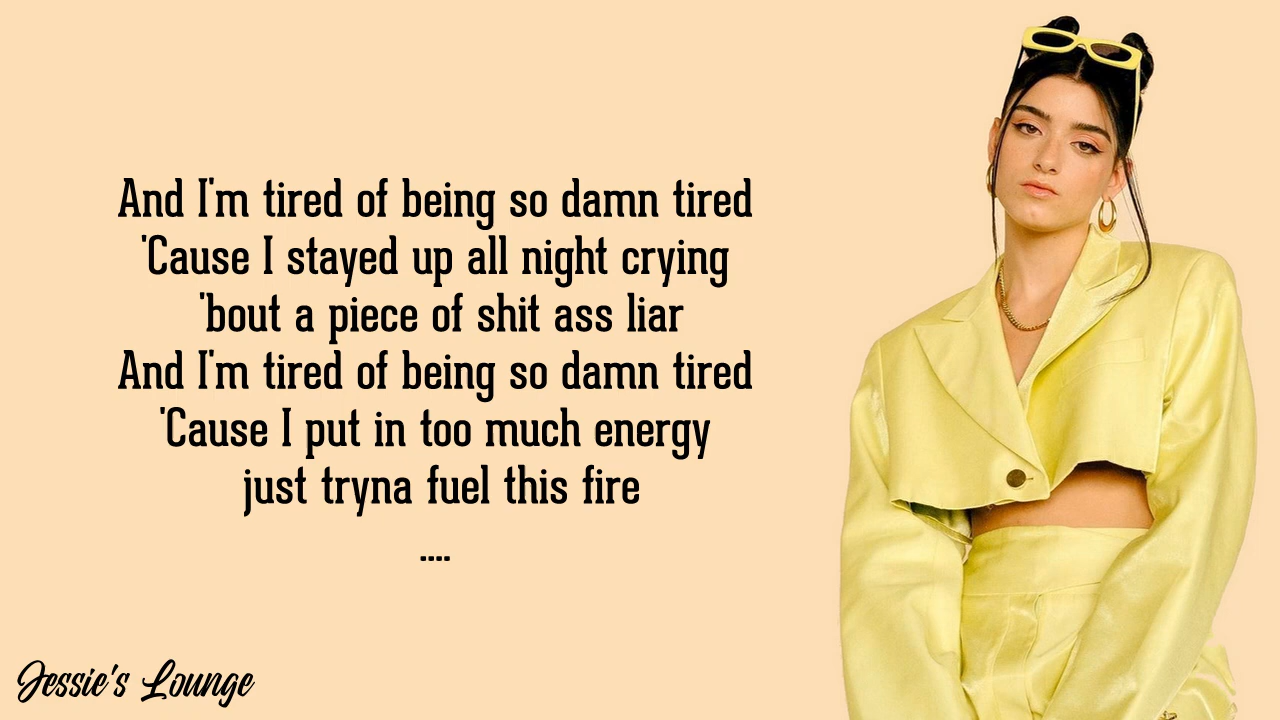 And I'm tired of being so damn tired
'Cause I stayed up all night crying
'bout a piece of shit ass liar
And I'm tired of being so damn tired
'Cause I put in too much energy
just tryna fuel this fire
....
Jessie's Lounge